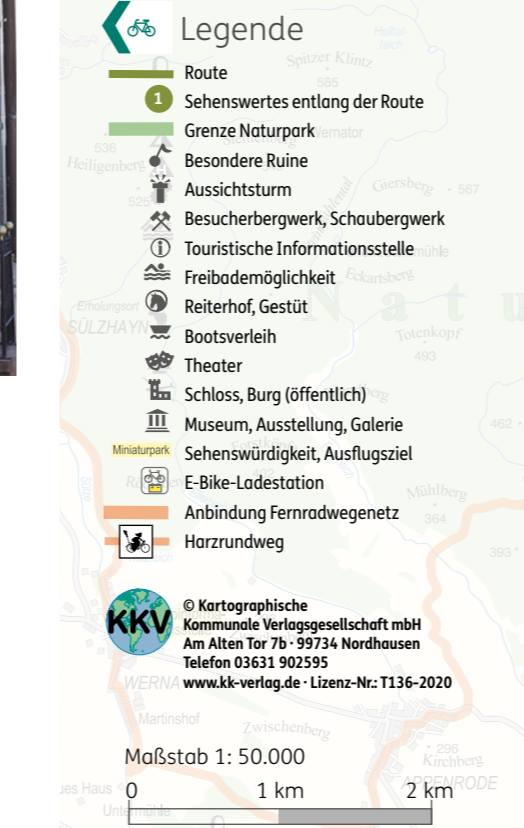 Legende
Route
1 Sehenswertes entlang der Route
Grenze Naturpark
Besondere Ruine
Aussichtsturm
Besucherbergwerk, Schaubergwerk
Touristische Informationsstelle
Freibademöglichkeit
Reiterhof, Gestüt
Bootsverleih
Theater
Schloss, Burg (öffentlich)
Museum, Ausstellung, Galerie
Miniaturpark Sehenswürdigkeit, Ausflugsziel
E-Bike-Ladestation
Anbindung Fernradwegenetz
Harzrundweg
KKV
© Kartographische
Kommunale Verlagsgesellschaft mbH
Am Alten Tor 7b · 99734 Nordhausen
Telefon 03631 902595
www.kk-verlag.de · Lizenz-Nr.: T136-2020
Maßstab 1: 50.000
0 1 km 2 km
Spitzer Klintz
585
536
Heiligenberg
525
Giersberg · 567
Eckartsberg
Erholungsort
SÜLZHAYN
N a t u
Totenkopf
493
462
Mühlberg
364
393
WERNA
Martinshof
Zwischenberg
296
Kirchberg
APPENRODE
Untermühle